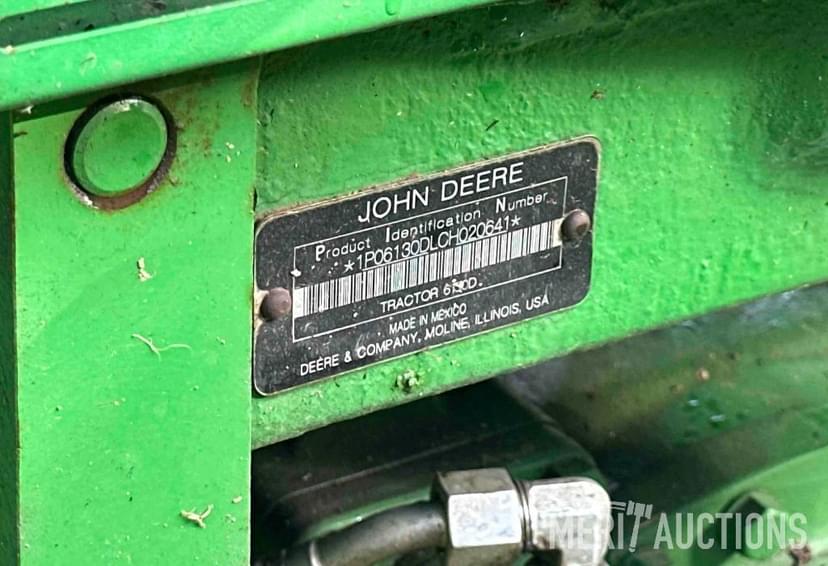 JOHN DEERE
Product Identification Number
*1P06130DLCH020641*
TRACTOR 6130D
MADE IN MEXICO
DEERE & COMPANY, MOLINE, ILLINOIS, USA
MERIT AUCTIONS